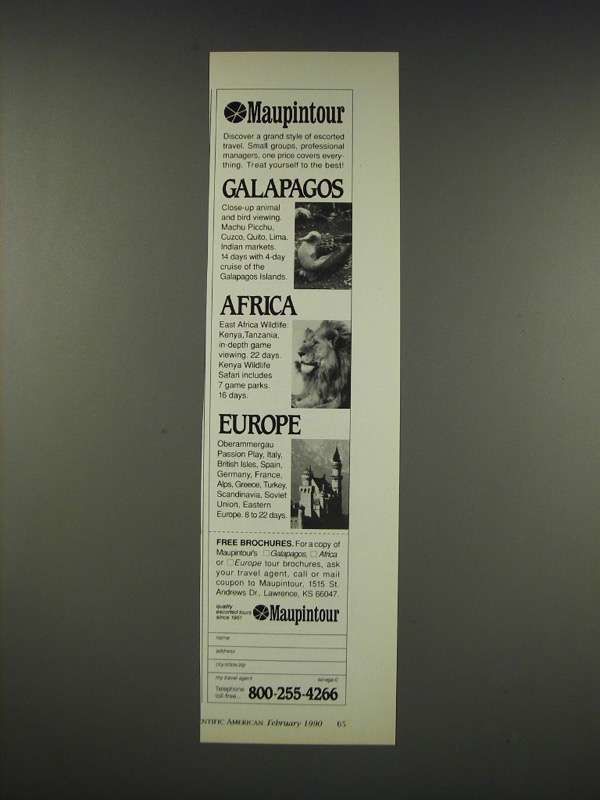 Maupintour
Discover a grand style of escorted
travel. Small groups, professional
managers, one price covers every-
thing. Treat yourself to the best!
GALAPAGOS
Close-up animal
and bird viewing.
Machu Picchu,
Cuzco, Quito, Lima.
Indian markets.
14 days with 4-day
cruise of the
Galapagos Islands.
AFRICA
East Africa Wildlife:
Kenya, Tanzania,
in-depth game
viewing. 22 days.
Kenya Wildlife
Safari includes
7 game parks.
16 days.
EUROPE
Oberammergau
Passion Play, Italy,
British Isles, Spain,
Germany, France,
Alps, Greece, Turkey,
Scandinavia, Soviet
Union, Eastern
Europe. 8 to 22 days.
FREE BROCHURES. For a copy of
Maupintour's □ Galapagos, □ Africa
or □ Europe tour brochures, ask
your travel agent, call or mail
coupon to Maupintour, 1515 St.
Andrews Dr., Lawrence, KS 66047.
quality
escorted tours
since 1951
Maupintour
name
address
city/state/zip
my travel agent
Telephone
toll free...
800-255-4266
NTIFIC AMERICAN February 1990 65